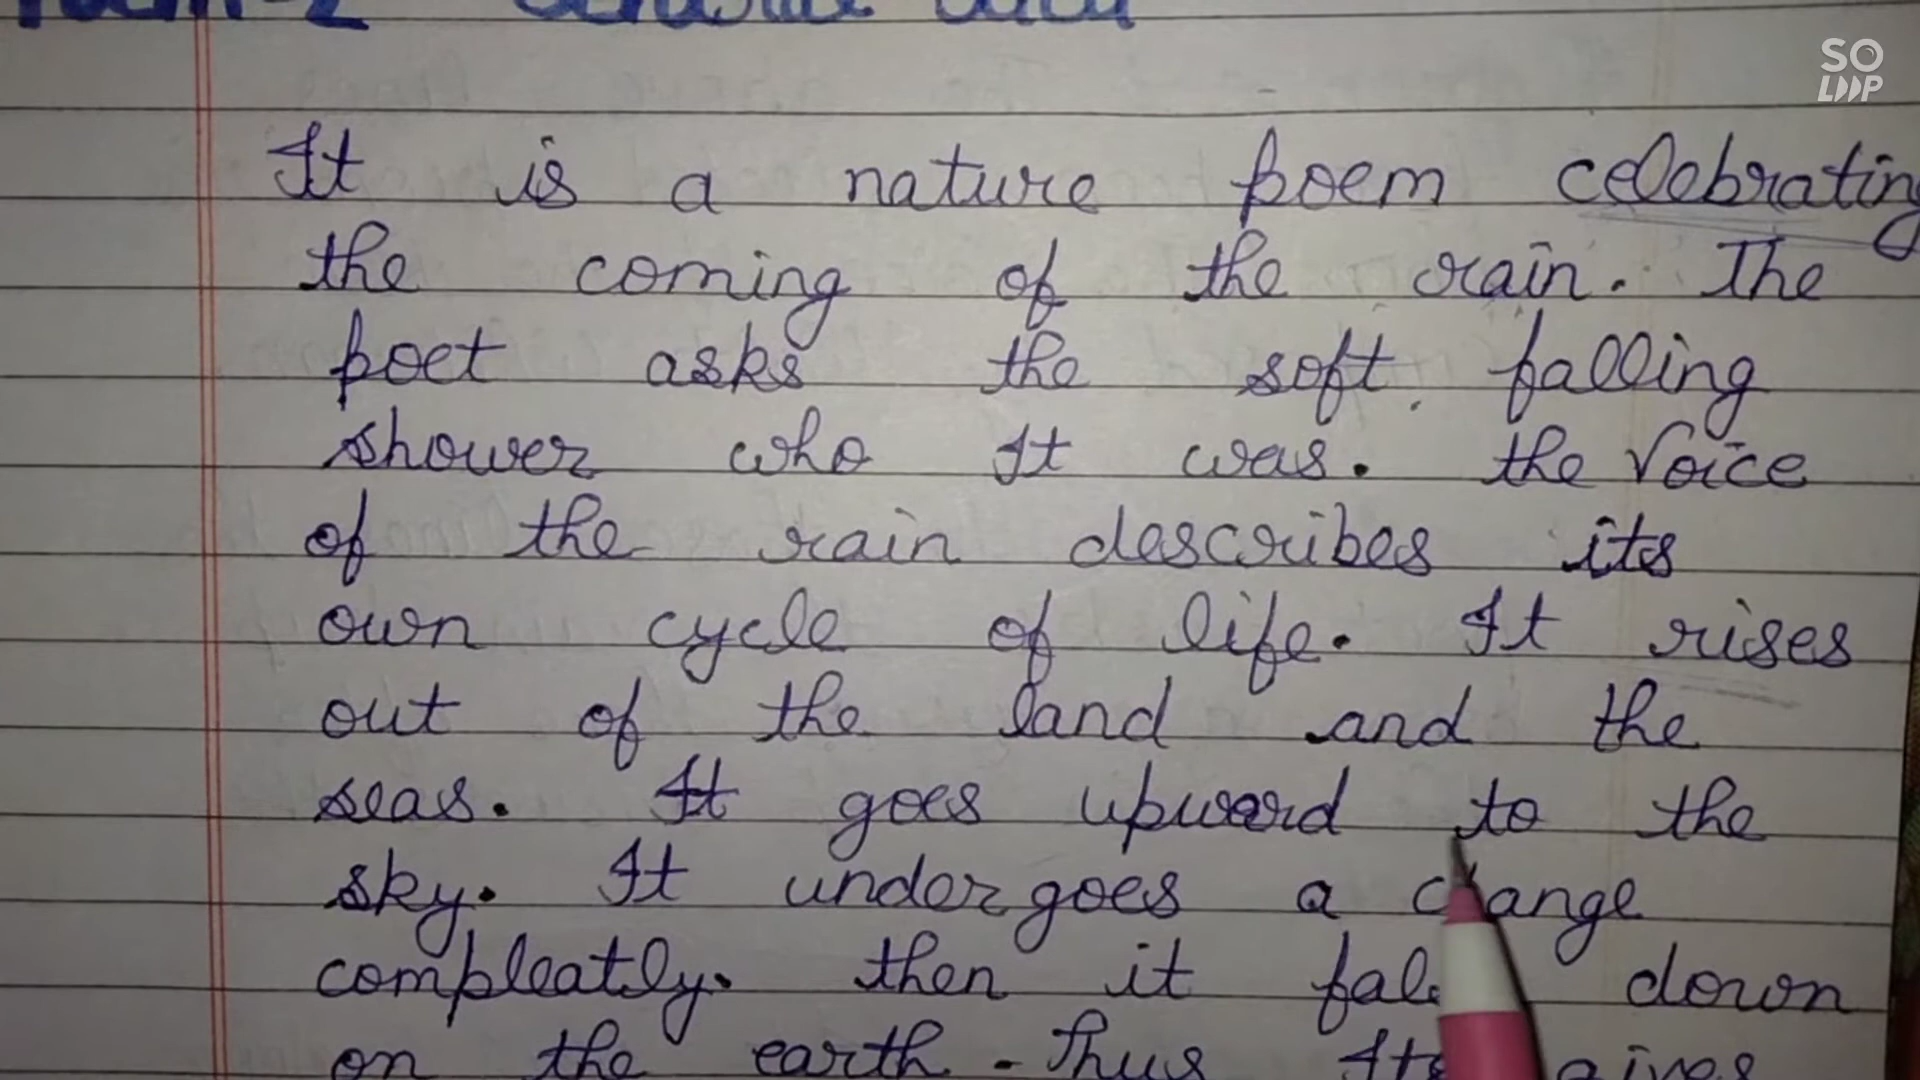 SOLOOP
It is a nature poem celebrating
the coming of the rain. The
poet asks the soft falling
shower who It was. the Voice
of the rain describes its
own cycle of life. It rises
out of the land and the
seas. It goes upward to the
sky. It undergoes a change
compleatly. then it down
on the earth. Thus